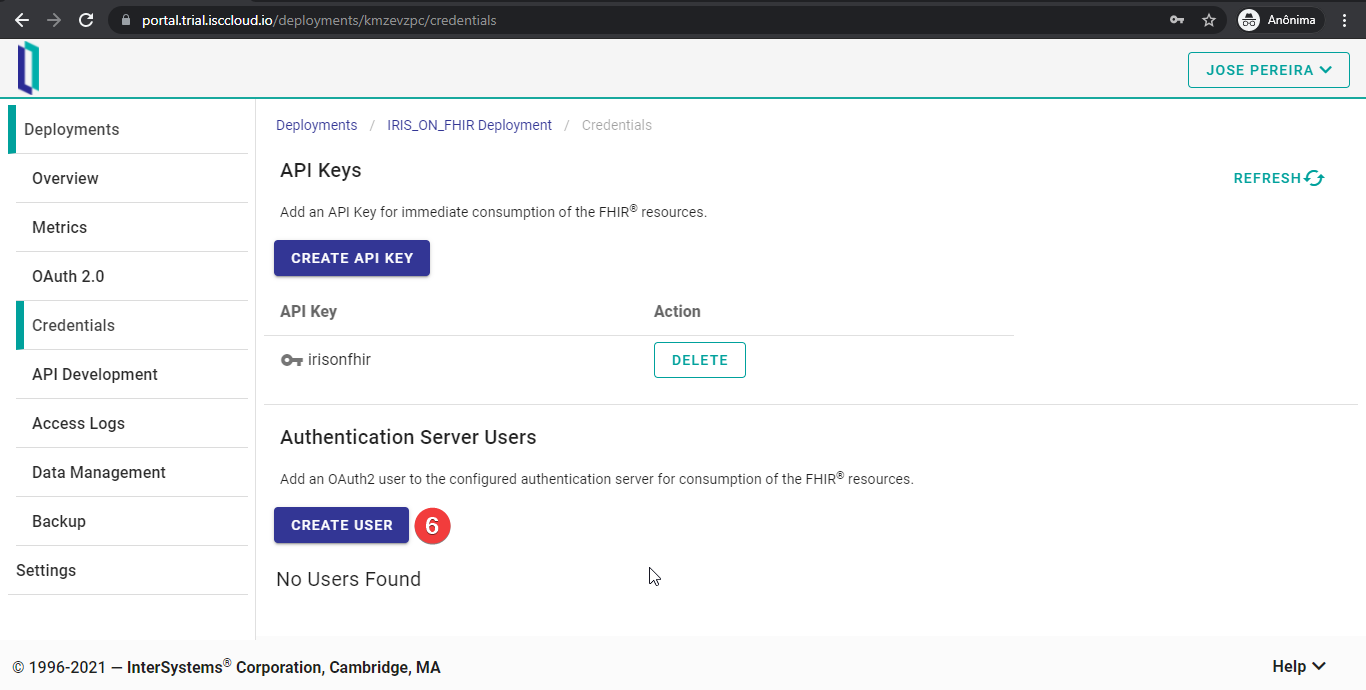 portal.trial.isccloud.io/deployments/kmzevzpc/credentials
Anônima
JOSE PEREIRA
Deployments
Overview
Metrics
OAuth 2.0
Credentials
API Development
Access Logs
Data Management
Backup
Settings
Deployments / IRIS_ON_FHIR Deployment / Credentials
API Keys
REFRESH
Add an API Key for immediate consumption of the FHIR® resources.
CREATE API KEY
API Key Action
irisonfhir DELETE
Authentication Server Users
Add an OAuth2 user to the configured authentication server for consumption of the FHIR® resources.
CREATE USER 6
No Users Found
© 1996-2021 — InterSystems® Corporation, Cambridge, MA
Help